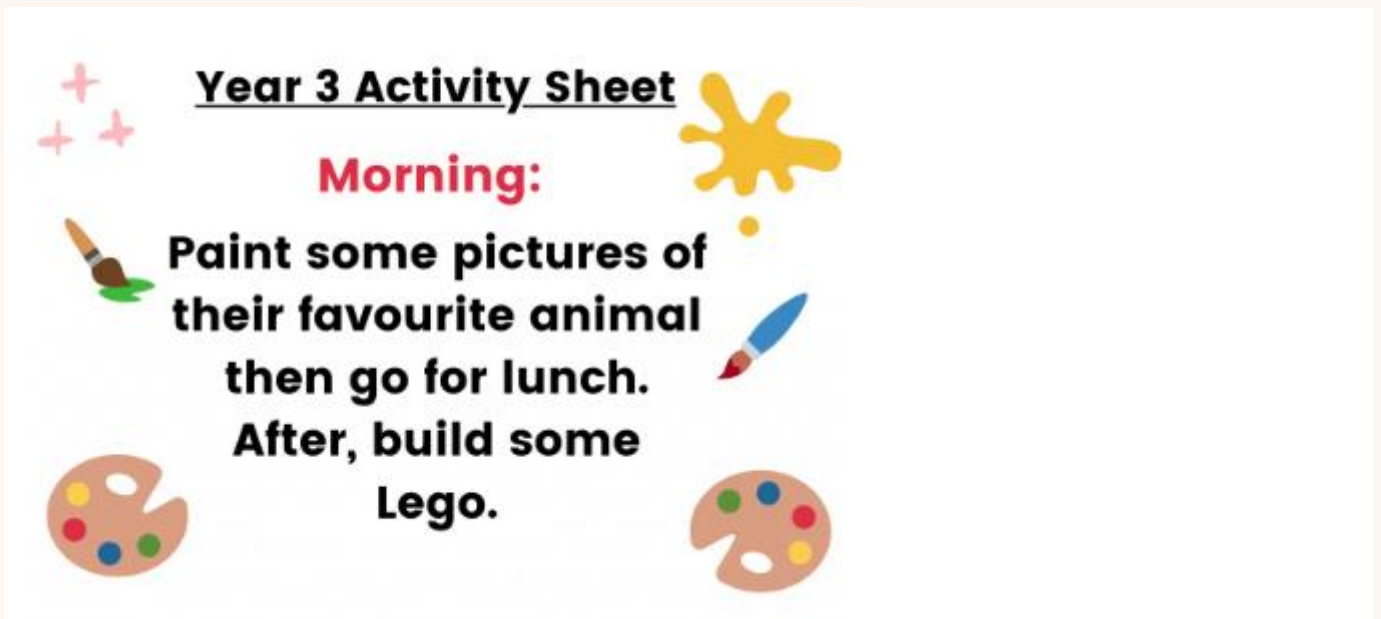 Year 3 Activity Sheet
Morning:
Paint some pictures of
their favourite animal
then go for lunch.
After, build some
Lego.